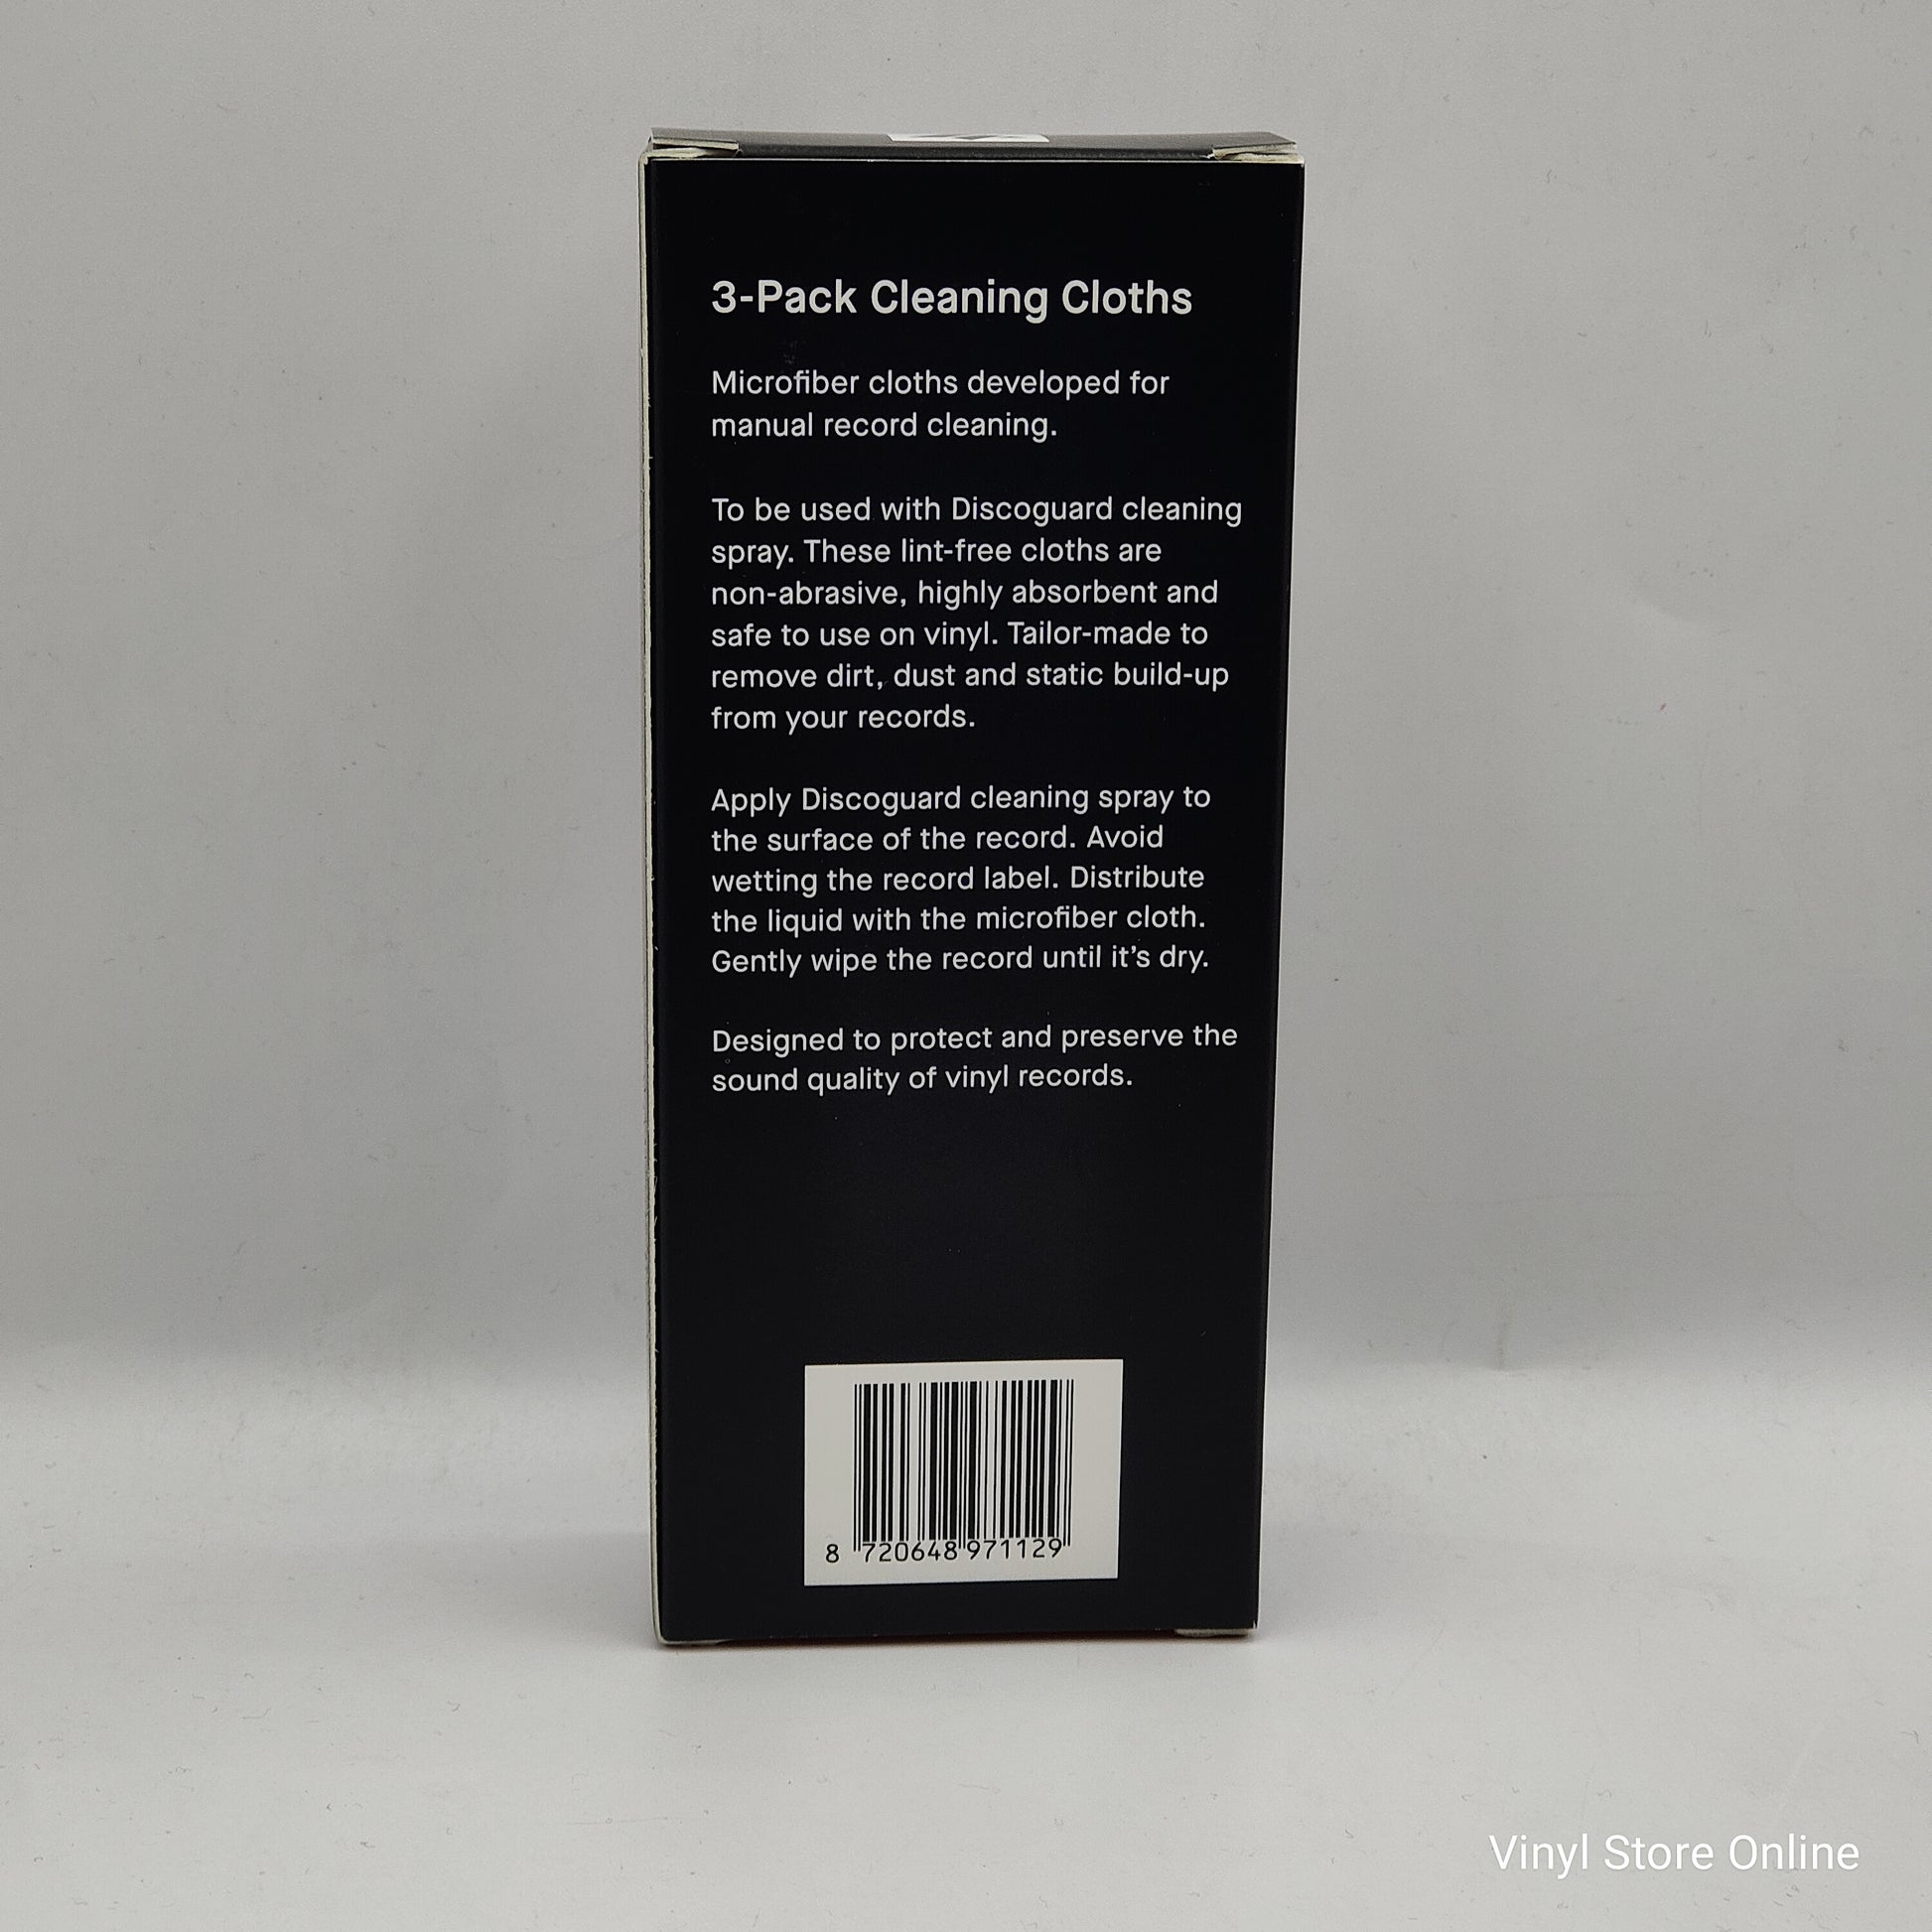 3-Pack Cleaning Cloths
Microfiber cloths developed for
manual record cleaning.
To be used with Discoguard cleaning
spray. These lint-free cloths are
non-abrasive, highly absorbent and
safe to use on vinyl. Tailor-made to
remove dirt, dust and static build-up
from your records.
Apply Discoguard cleaning spray to
the surface of the record. Avoid
wetting the record label. Distribute
the liquid with the microfiber cloth.
Gently wipe the record until it’s dry.
Designed to protect and preserve the
sound quality of vinyl records.
8 720648 971129
Vinyl Store Online